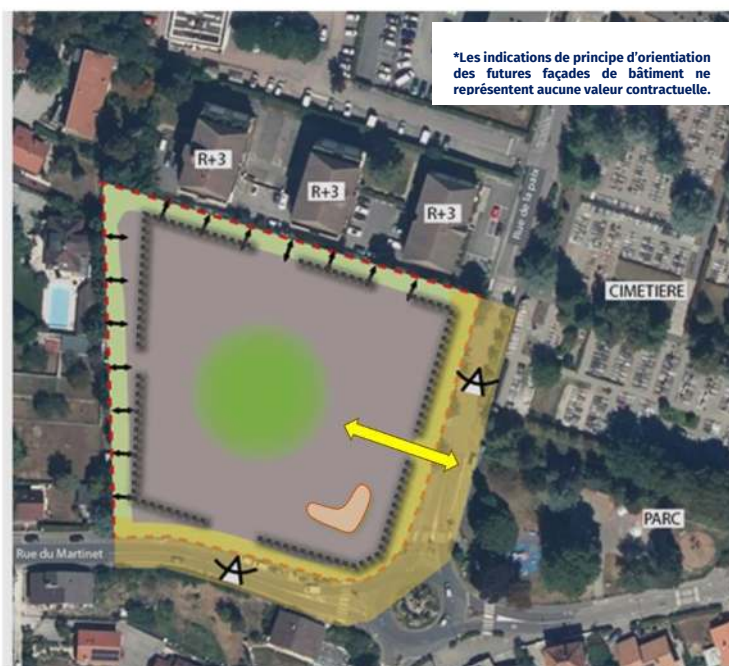 *Les indications de principe d'orientiation
des futures façades de bâtiment ne
représentent aucune valeur contractuelle.
R+3
R+3
R+3
Rue de la paix
CIMETIERE
PARC
Rue du Martinet